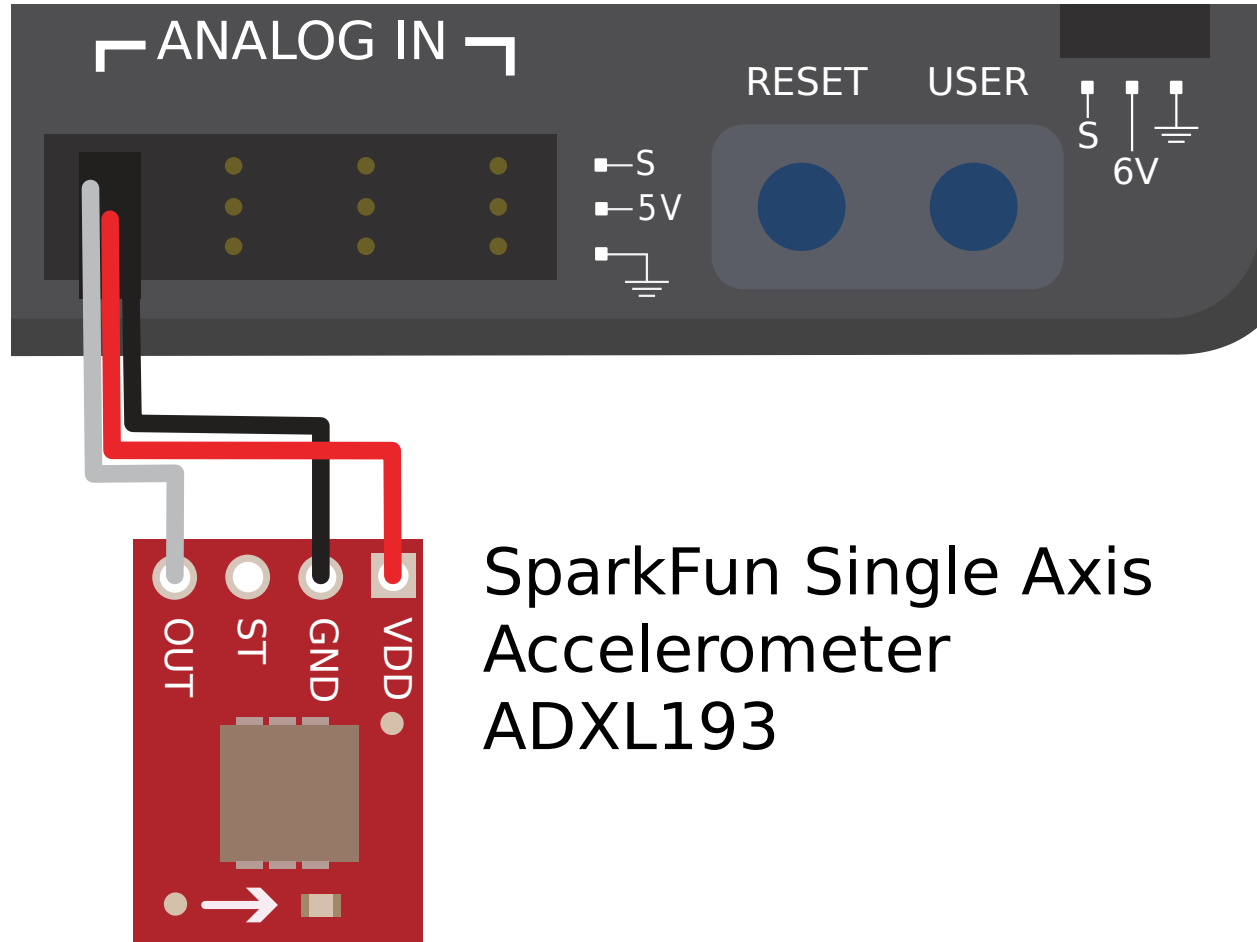 ANALOG IN
RESET
USER
S
6V
S
5V
OUT
ST
GND
VDD
SparkFun Single Axis
Accelerometer
ADXL193